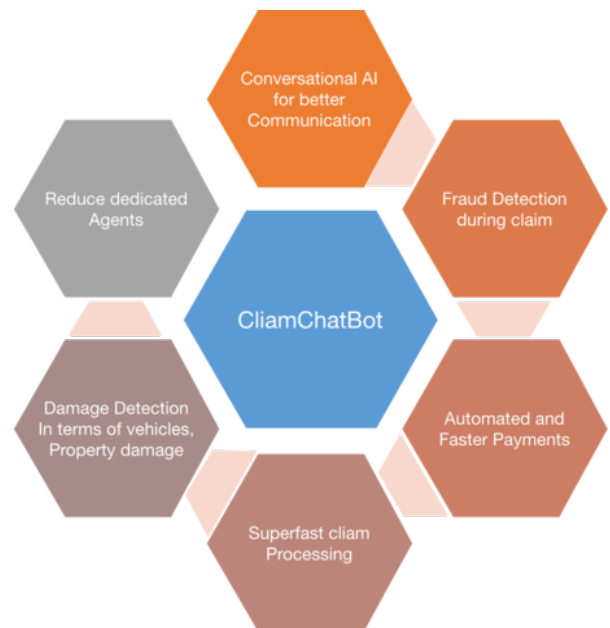 Conversational AI
for better
Communication
Fraud Detection
during claim
Automated and
Faster Payments
Superfast cliam
Processing
Damage Detection
In terms of vehicles,
Property damage
Reduce dedicated
Agents
CliamChatBot